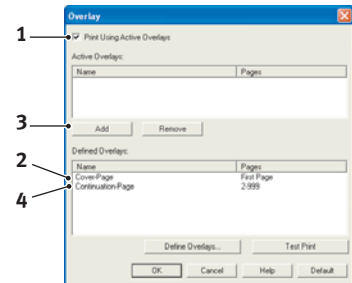 Overlay
1
Print Using Active Overlays
Active Overlays:
Name Pages
3
Add Remove
Defined Overlays:
2
Name Pages
Cover-Page First Page
4
Continuation-Page 2-999
Define Overlays... Test Print
OK Cancel Help Default